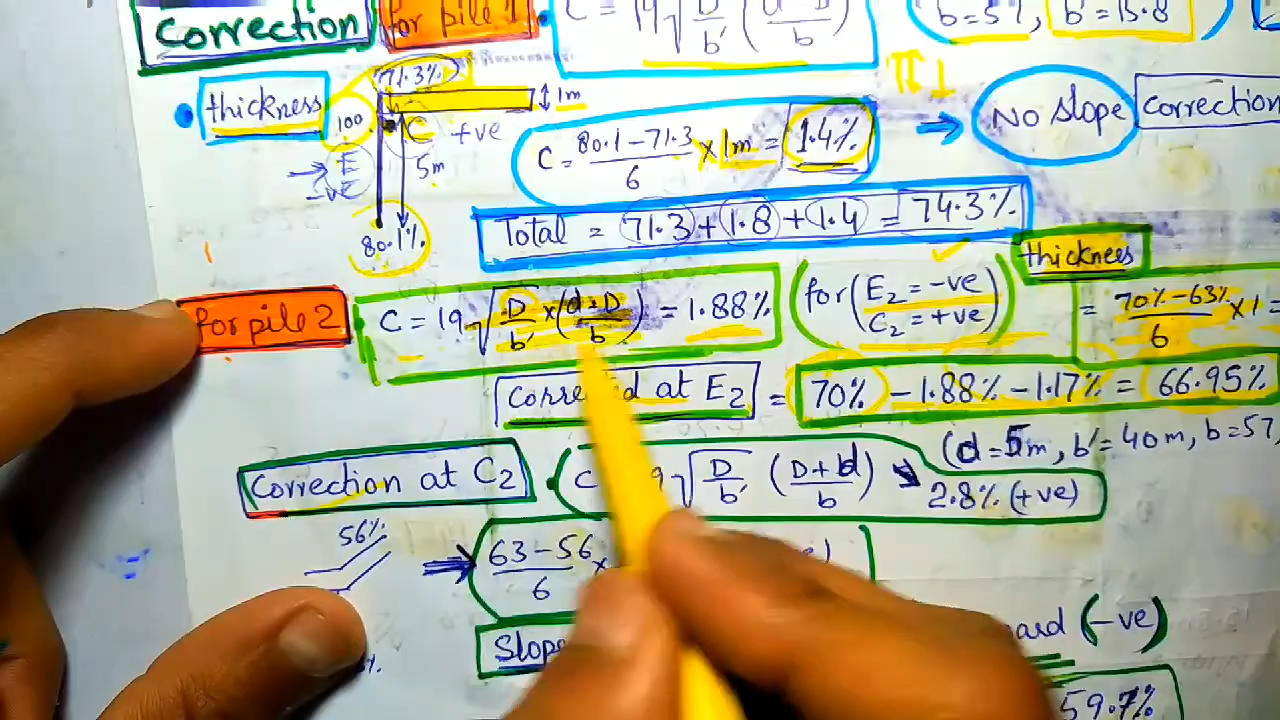 Correction for pile 1 C = 19√D/b' (d+D/b) b=57, b'=15.8
thickness 71.3% 1m
100 C +ve 5m
E -ve
80.1%
C = 80.1-71.3/6 × 1m = 1.4% → No slope correction
Total = 71.3+1.8+1.4 = 74.3%
thickness
for pile 2 C = 19√D/b' × (d+D/b) = 1.88% for (E2 = -ve
C2 = +ve) = 70%-63%/6 × 1 =
Corrected at E2 = 70% - 1.88% - 1.17% = 66.95%
(d=5m, b'=40m, b=57,
Correction at C2 C 9√D/b' (D+d/b) → 2.8% (+ve)
56% ⇒ 63-56/6 ×
Slope ard (-ve)
59.7%